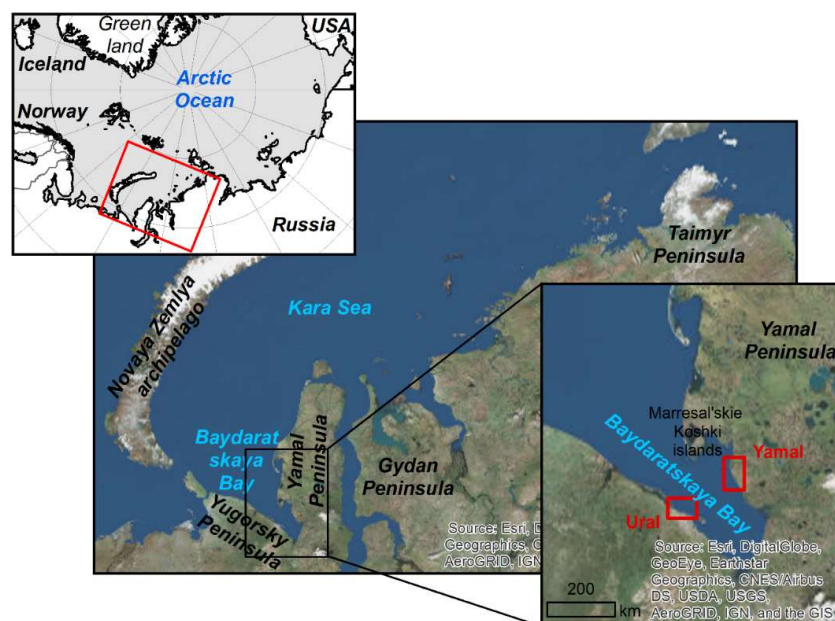 Green
land
USA
Iceland
Arctic
Ocean
Norway
Russia
Taimyr
Peninsula
Kara Sea
Novaya Zemlya
archipelago
Baydarat
skaya
Bay
Yamal
Peninsula
Gydan
Peninsula
Yugorsky
Peninsula
Source: Esri, D
Geographics, C
AeroGRID, IGN
Yamal
Peninsula
Marresal'skie
Koshki
islands
Yamal
Baydaratskaya Bay
Ural
Source: Esri, DigitalGlobe,
GeoEye, Earthstar
Geographics, CNES/Airbus
DS, USDA, USGS,
AeroGRID, IGN, and the GIS
200
km